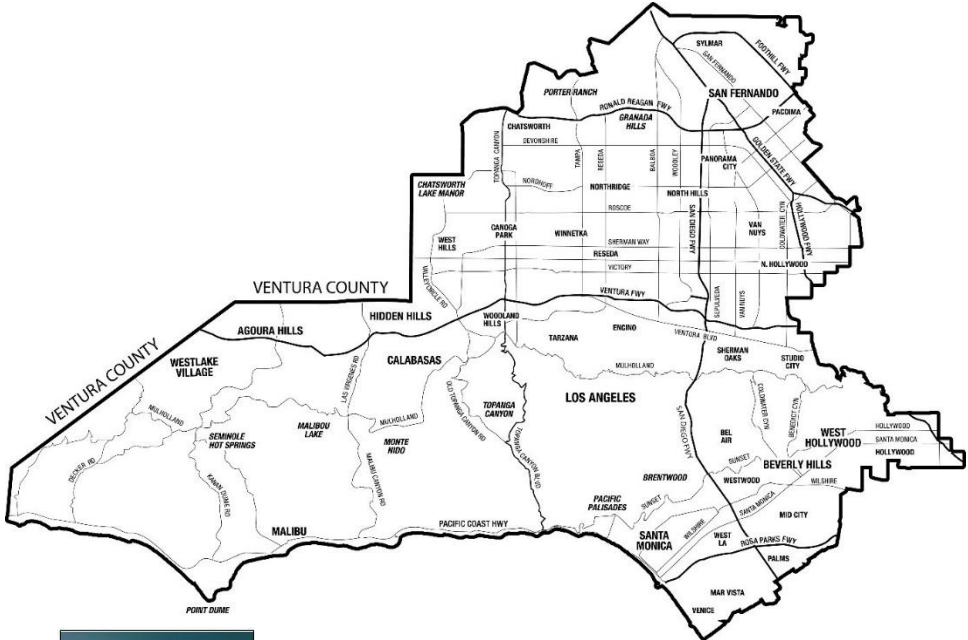 SYLMAR
FOOTHILL FWY
SAN FERNANDO
SAN FERNANDO
PORTER RANCH
RONALD REAGAN FWY
PACOIMA
GRANADA
HILLS
CHATSWORTH
DEVONSHIRE
TOPANGA CANYON
TAMPA
RESEDA
BALBOA
WOODLEY
PANORAMA
CITY
GOLDEN STATE FWY
CHATSWORTH
LAKE MANOR
NORDHOFF
NORTHRIDGE
NORTH HILLS
ROSCOE
SAN DIEGO FWY
VAN
NUYS
COLDWATER CYN
HOLLYWOOD FWY
WEST
HILLS
CANOGA
PARK
WINNETKA
SHERMAN WAY
RESEDA
N. HOLLYWOOD
VICTORY
VALLEY CIRCLE RD
VENTURA COUNTY
VENTURA FWY
SEPULVEDA
VAN NUYS
HIDDEN HILLS
AGOURA HILLS
WOODLAND
HILLS
TARZANA
ENCINO
VENTURA BLVD
VENTURA COUNTY
WESTLAKE
VILLAGE
LAS VIRGENES RD
CALABASAS
SHERMAN
OAKS
STUDIO
CITY
MULHOLLAND
OLD TOPANGA CANYON RD
TOPANGA
CANYON
LOS ANGELES
COLDWATER CYN
BENEDICT CYN
MULHOLLAND
MALIBOU
LAKE
MULHOLLAND
SEMINOLE
HOT SPRINGS
MONTE
NIDO
TOPANGA CANYON BLVD
SAN DIEGO FWY
BEL
AIR
WEST
HOLLYWOOD
HOLLYWOOD
SANTA MONICA
HOLLYWOOD
DECKER RD
KANAN DUME RD
MALIBU CANYON RD
BRENTWOOD
SUNSET
BEVERLY HILLS
WESTWOOD
WILSHIRE
PACIFIC
PALISADES
SUNSET
SANTA MONICA
MID CITY
MALIBU
PACIFIC COAST HWY
SANTA
MONICA
WILSHIRE
WEST
LA
ROSA PARKS FWY
PALMS
POINT DUME
MAR VISTA
VENICE